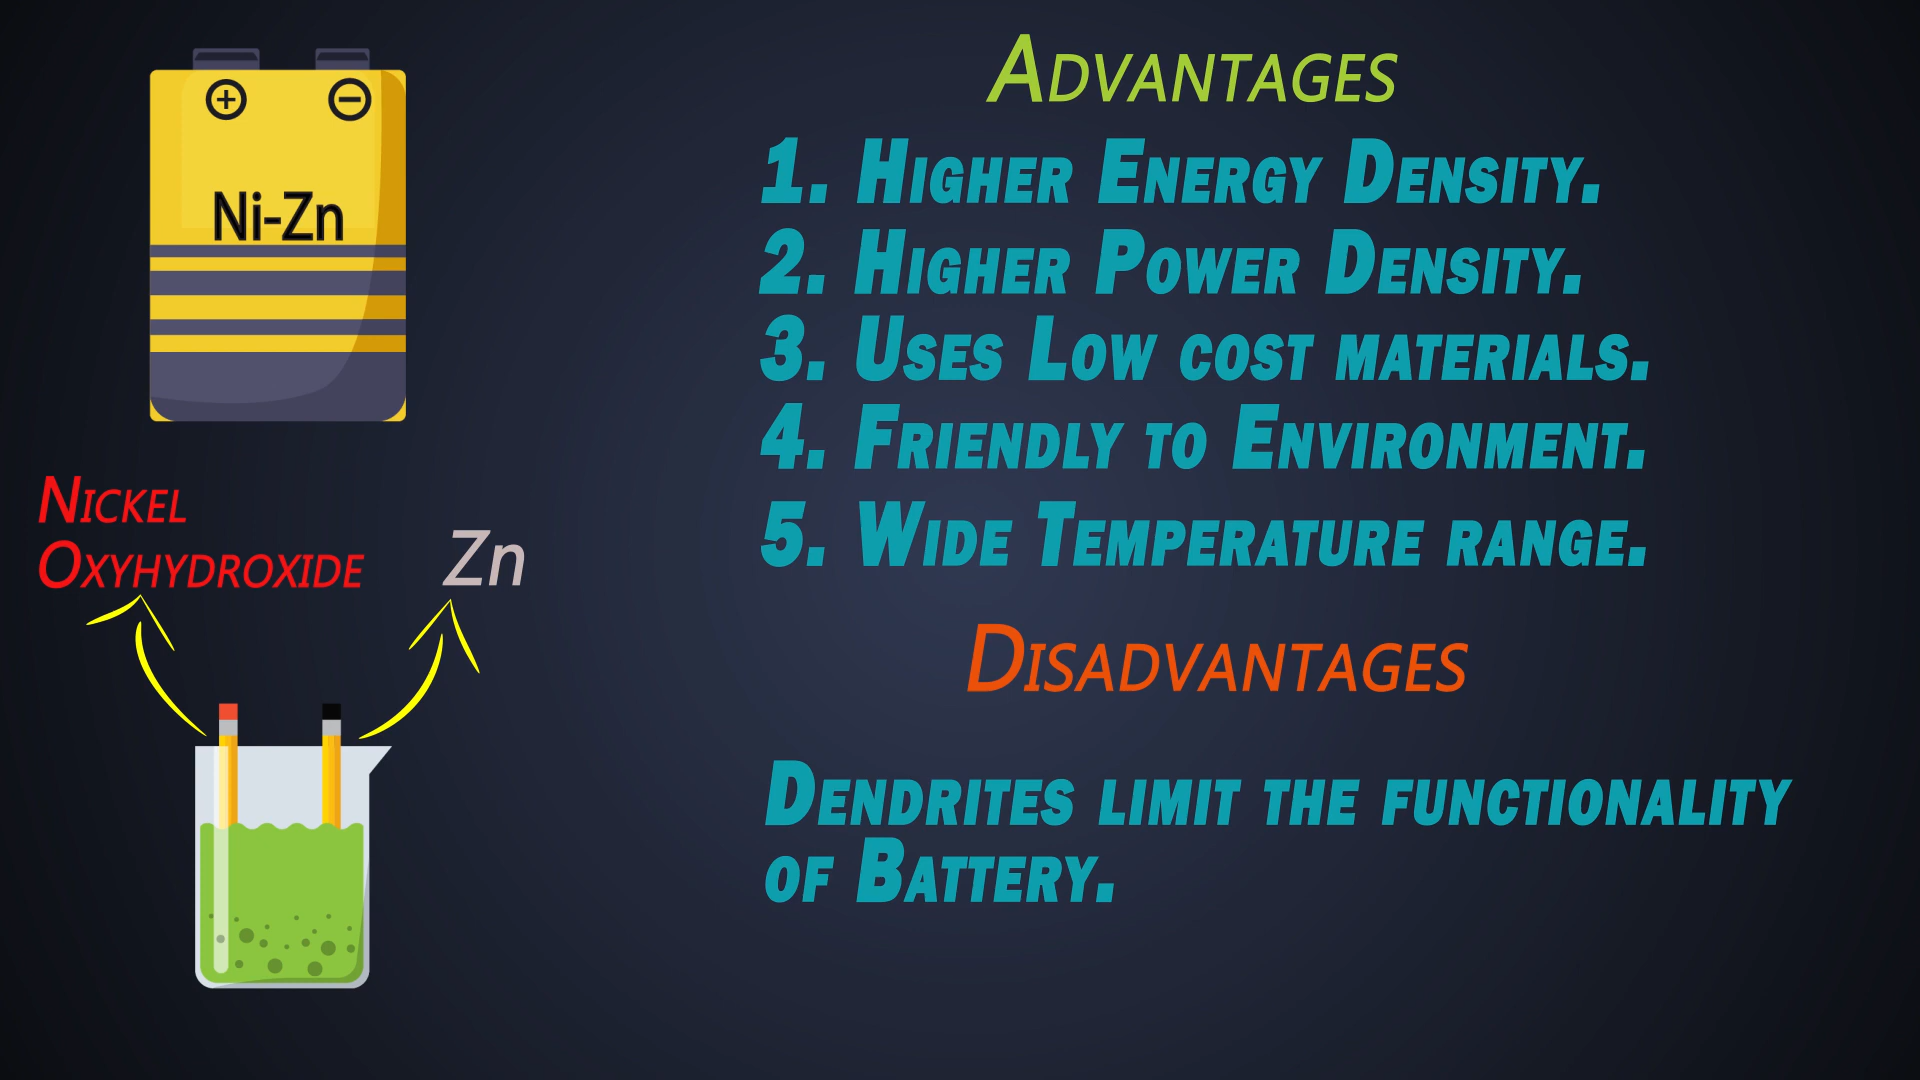 Ni-Zn
Nickel
Oxyhydroxide
Zn
Advantages
1. Higher Energy Density.
2. Higher Power Density.
3. Uses Low cost materials.
4. Friendly to Environment.
5. Wide Temperature range.
Disadvantages
Dendrites limit the functionality
of Battery.